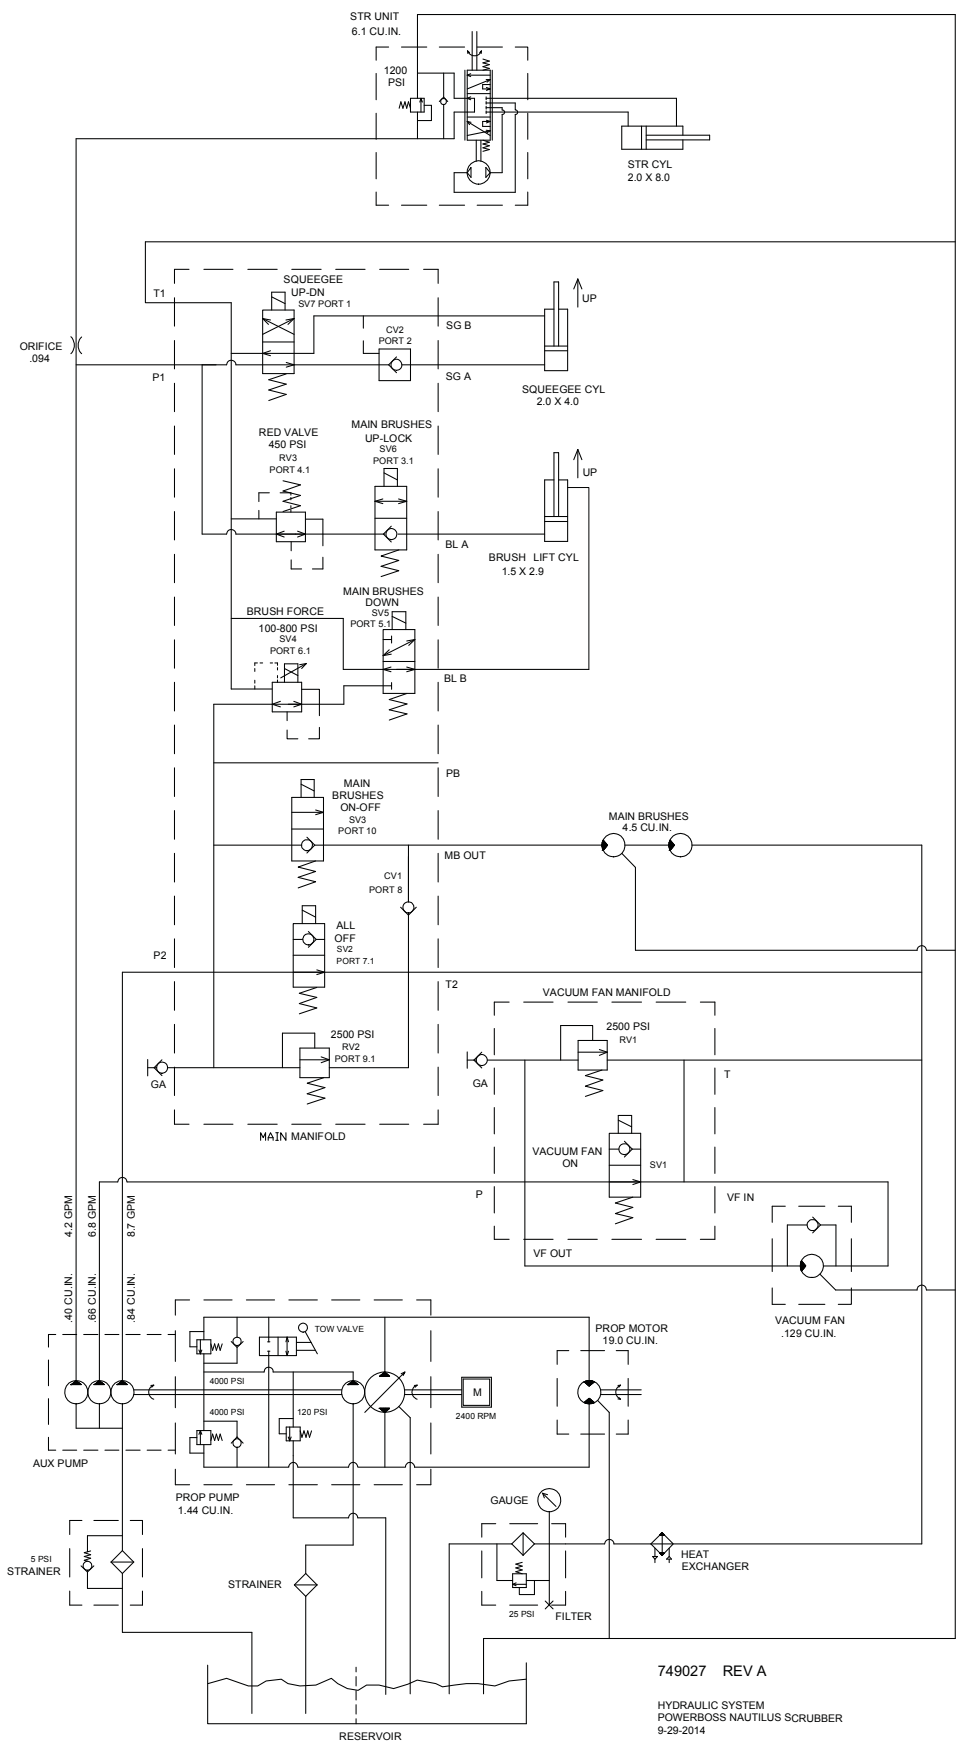 STR UNIT
6.1 CU.IN.
1200
PSI
STR CYL
2.0 X 8.0
SQUEEGEE
UP-DN
SV7 PORT 1
T1
UP
SG B
CV2
PORT 2
ORIFICE
.094
P1
SG A
SQUEEGEE CYL
2.0 X 4.0
MAIN BRUSHES
UP-LOCK
SV6
PORT 3.1
RED VALVE
450 PSI
RV3
PORT 4.1
UP
BL A
BRUSH LIFT CYL
1.5 X 2.9
MAIN BRUSHES
DOWN
SV5
PORT 5.1
BRUSH FORCE
100-800 PSI
SV4
PORT 6.1
BL B
PB
MAIN
BRUSHES
ON-OFF
SV3
PORT 10
MAIN BRUSHES
4.5 CU.IN.
MB OUT
CV1
PORT 8
ALL
OFF
SV2
PORT 7.1
P2
T2
VACUUM FAN MANIFOLD
2500 PSI
RV2
PORT 9.1
2500 PSI
RV1
GA
GA
T
MAIN MANIFOLD
VACUUM FAN
ON
SV1
P
VF IN
4.2 GPM
6.8 GPM
8.7 GPM
VF OUT
.40 CU.IN.
.66 CU.IN.
.84 CU.IN.
VACUUM FAN
.129 CU.IN.
TOW VALVE
PROP MOTOR
19.0 CU.IN.
4000 PSI
4000 PSI
120 PSI
M
2400 RPM
AUX PUMP
PROP PUMP
1.44 CU.IN.
GAUGE
5 PSI
STRAINER
STRAINER
HEAT
EXCHANGER
25 PSI
FILTER
749027 REV A
HYDRAULIC SYSTEM
POWERBOSS NAUTILUS SCRUBBER
9-29-2014
RESERVOIR